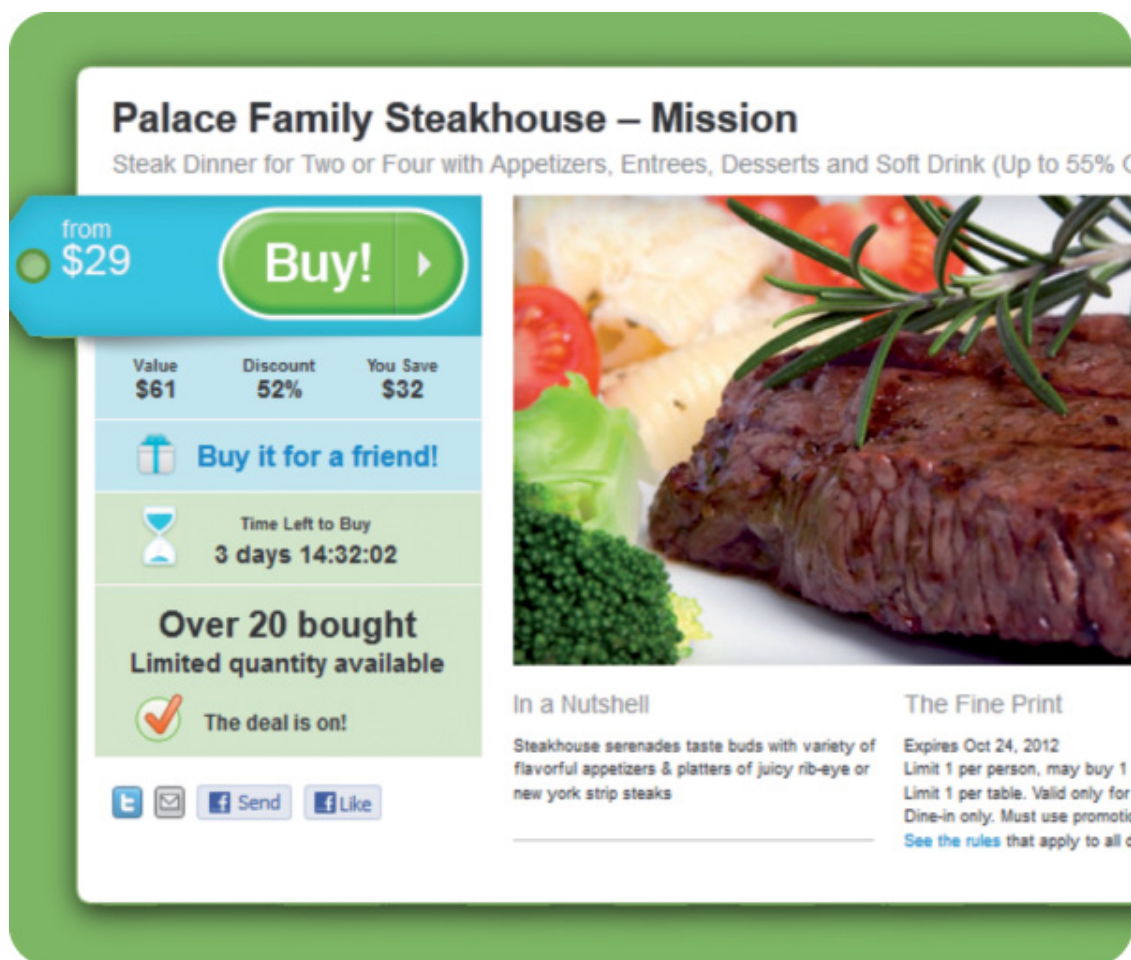 Palace Family Steakhouse – Mission
Steak Dinner for Two or Four with Appetizers, Entrees, Desserts and Soft Drink (Up to 55%
from
$29
Buy!
Value Discount You Save
$61 52% $32
Buy it for a friend!
Time Left to Buy
3 days 14:32:02
Over 20 bought
Limited quantity available
The deal is on!
Send Like
In a Nutshell
Steakhouse serenades taste buds with variety of
flavorful appetizers & platters of juicy rib-eye or
new york strip steaks
The Fine Print
Expires Oct 24, 2012
Limit 1 per person, may buy 1
Limit 1 per table. Valid only for
Dine-in only. Must use
See the rules that apply to all